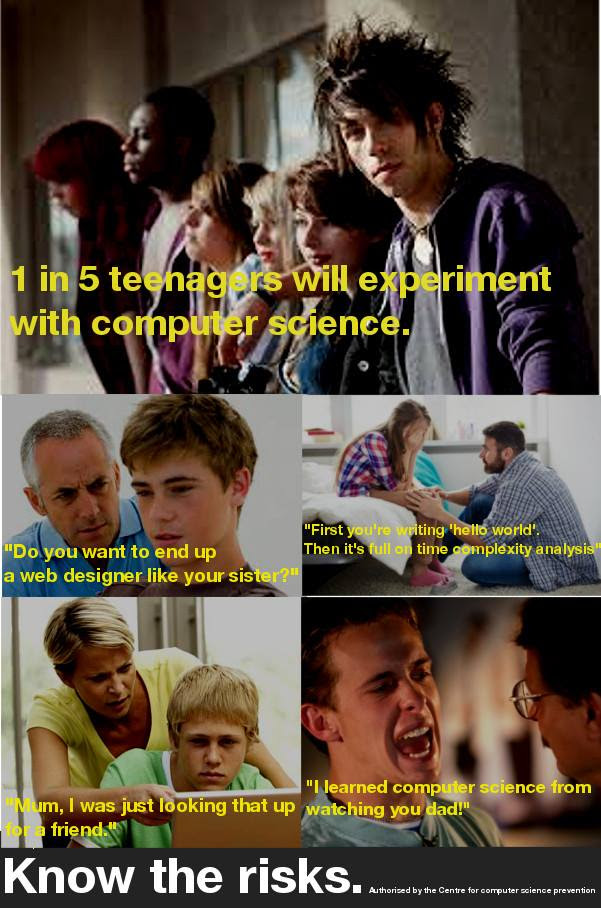 1 in 5 teenagers will experiment
with computer science.
"Do you want to end up
a web designer like your sister?"
"First you're writing 'hello world'.
Then it's full on time complexity analysis"
"Mum, I was just looking that up
for a friend."
"I learned computer science from
watching you dad!"
Know the risks.
Authorised by the Centre for computer science prevention